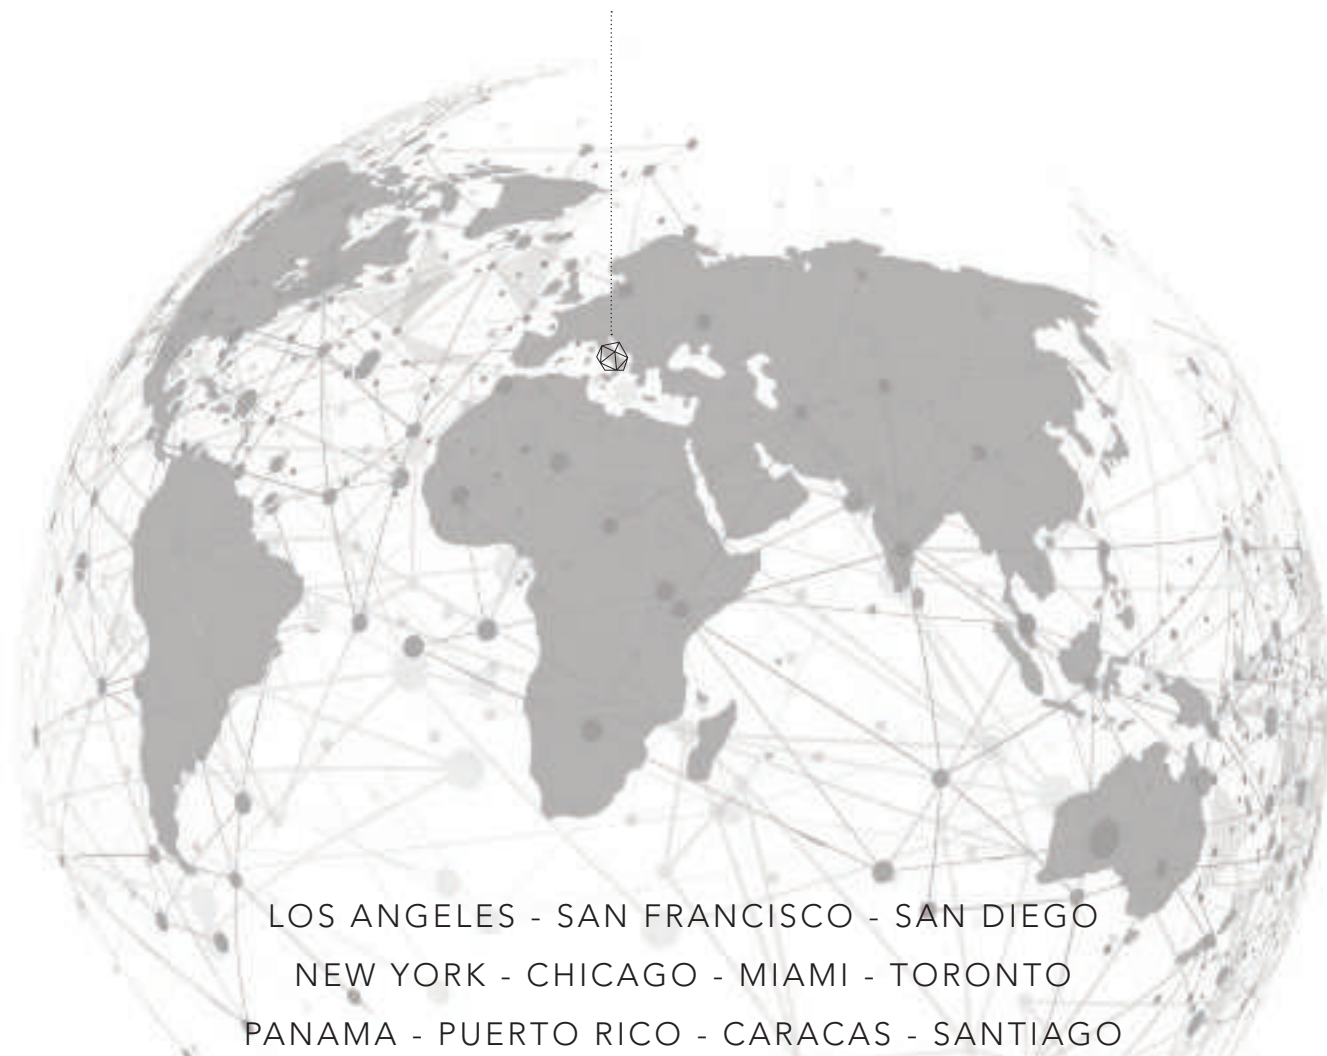 LOS ANGELES - SAN FRANCISCO - SAN DIEGO
NEW YORK - CHICAGO - MIAMI - TORONTO
PANAMA - PUERTO RICO - CARACAS - SANTIAGO